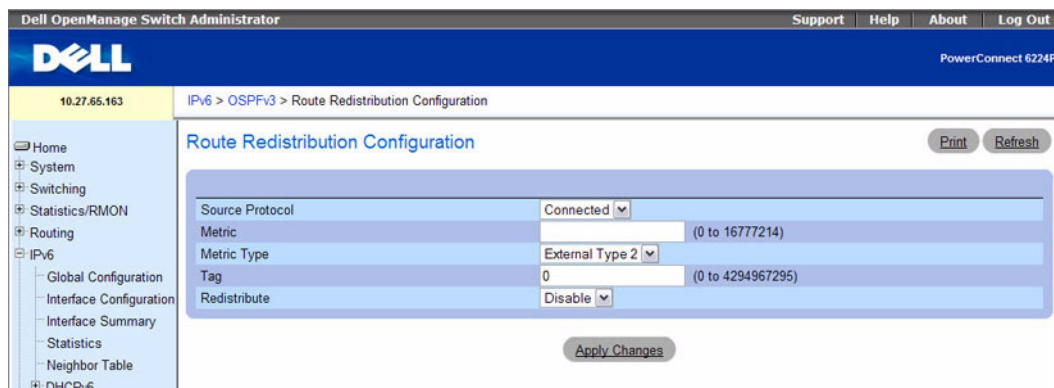 Dell OpenManage Switch Administrator
Support Help About Log Out
DELL
PowerConnect 6224P
10.27.65.163
IPv6 > OSPFv3 > Route Redistribution Configuration
Home
System
Switching
Statistics/RMON
Routing
IPv6
Global Configuration
Interface Configuration
Interface Summary
Statistics
Neighbor Table
DHCPv6
Route Redistribution Configuration
Print Refresh
Source Protocol Connected
Metric (0 to 16777214)
Metric Type External Type 2
Tag 0 (0 to 4294967295)
Redistribute Disable
Apply Changes